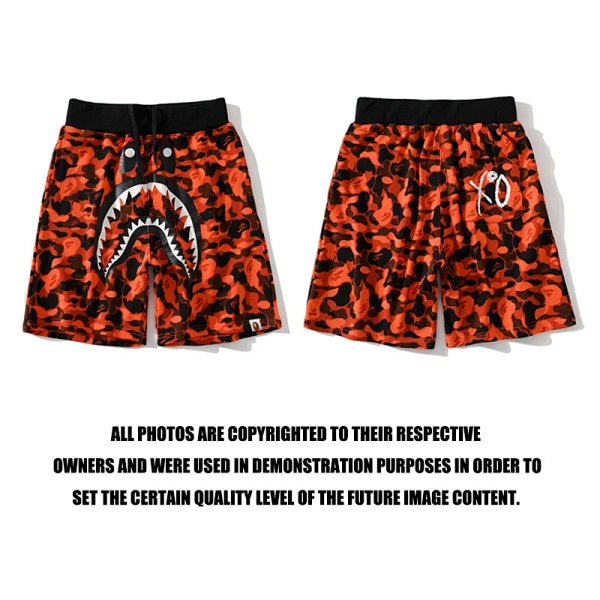 XO
ALL PHOTOS ARE COPYRIGHTED TO THEIR RESPECTIVE
OWNERS AND WERE USED IN DEMONSTRATION PURPOSES IN ORDER TO
SET THE CERTAIN QUALITY LEVEL OF THE FUTURE IMAGE CONTENT.